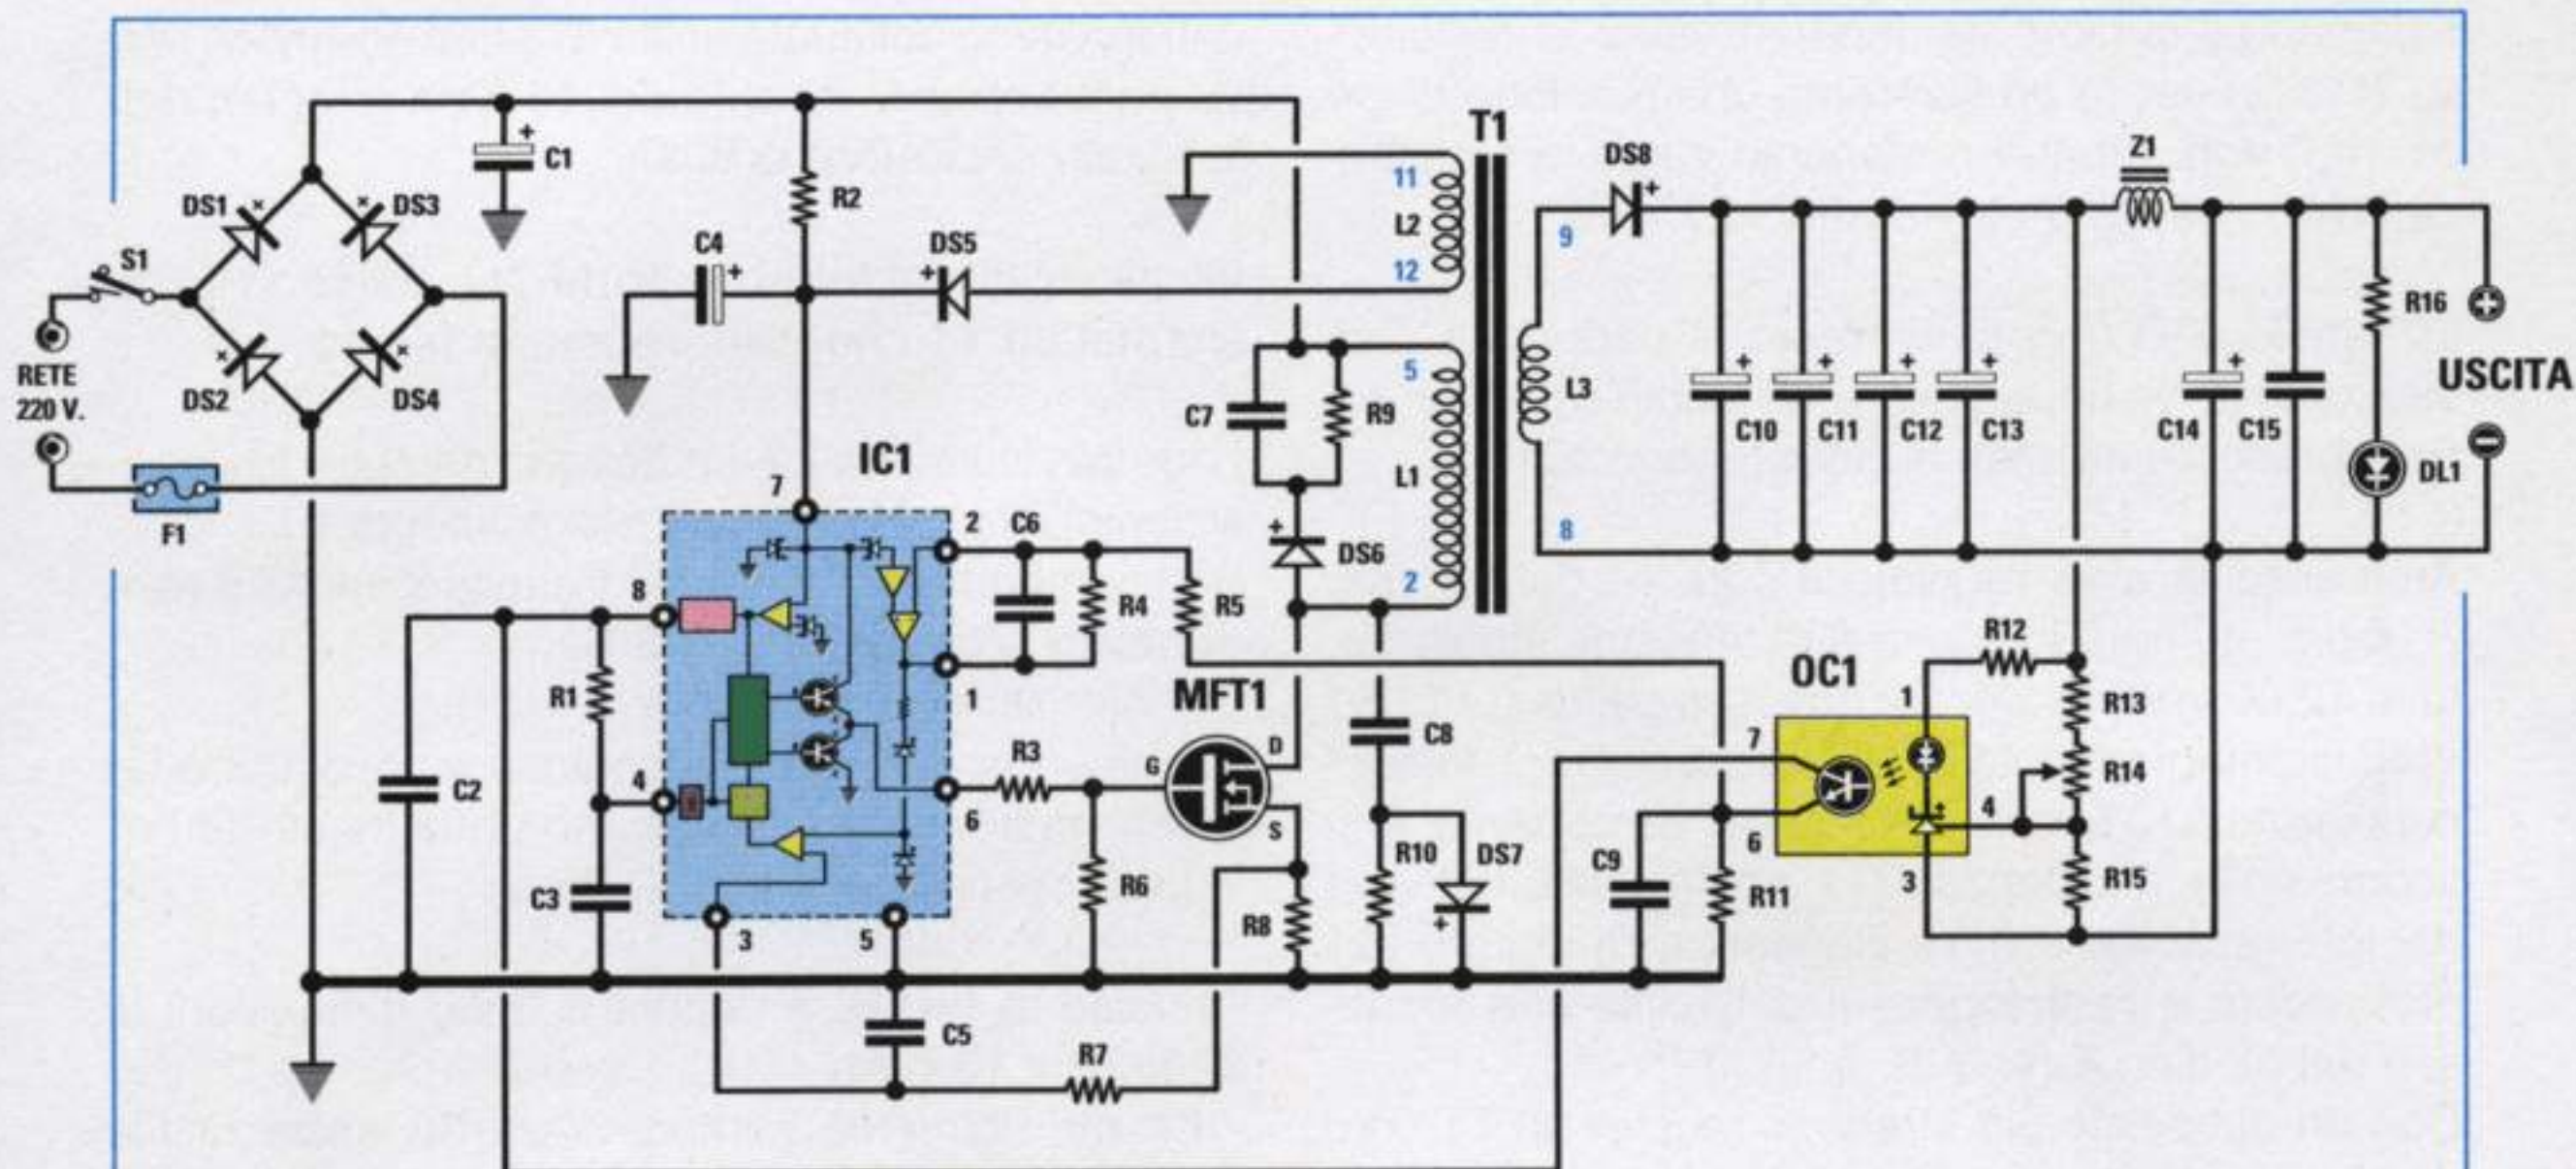 T1
11
L2
12
5
L1
2
9
L3
8
DS1
DS3
DS2
DS4
S1
RETE
220 V.
F1
+
C1
R2
C4
+
DS5
+
C7
R9
+
DS6
DS8
+
Z1
+
C10
+
C11
+
C12
+
C13
+
C14
C15
R16
DL1
USCITA
IC1
7
2
8
1
4
6
3
5
C6
R4
R5
R1
C2
C3
R3
R6
MFT1
G
D
S
C8
R10
DS7
+
R8
C9
R11
OC1
1
7
6
4
3
R12
R13
R14
R15
C5
R7